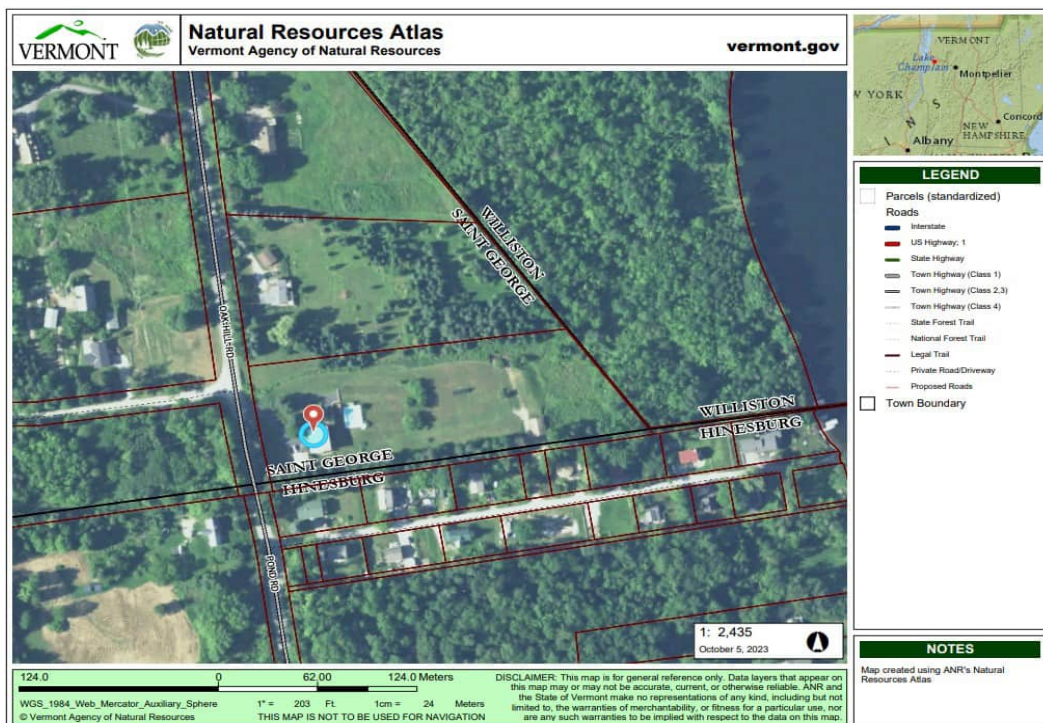 VERMONT
Natural Resources Atlas
Vermont Agency of Natural Resources
vermont.gov
VERMONT
Lake
Champlain
Montpelier
W YORK
Concord
NEW
HAMPSHIRE
Albany
WILLISTON
SAINT GEORGE
OAK HILL RD
WILLISTON
HINESBURG
SAINT GEORGE
HINESBURG
POND RD
1: 2,435
October 5, 2023
LEGEND
Parcels (standardized)
Roads
Interstate
US Highway; 1
State Highway
Town Highway (Class 1)
Town Highway (Class 2,3)
Town Highway (Class 4)
State Forest Trail
National Forest Trail
Legal Trail
Private Road/Driveway
Proposed Roads
Town Boundary
NOTES
Map created using ANR's Natural
Resources Atlas
124.0 0 62.00 124.0 Meters
WGS_1984_Web_Mercator_Auxiliary_Sphere 1" = 203 Ft. 1cm = 24 Meters
© Vermont Agency of Natural Resources THIS MAP IS NOT TO BE USED FOR NAVIGATION
DISCLAIMER: This map is for general reference only. Data layers that appear on
this map may or may not be accurate, current, or otherwise reliable. ANR and
the State of Vermont make no representations of any kind, including but not
limited to, the warranties of merchantability, or fitness for a particular use, nor
are any such warranties to be implied with respect to the data on this map.